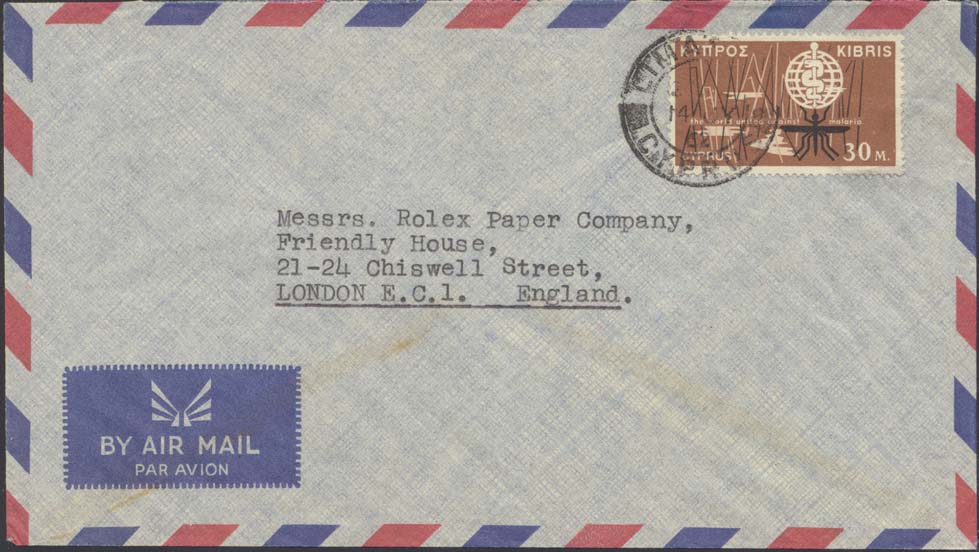 ΚΥΠΡΟΣ KIBRIS
the world united against malaria
CYPRUS 30 M.
Messrs. Rolex Paper Company,
Friendly House,
21-24 Chiswell Street,
LONDON E.C.1. England.
BY AIR MAIL
PAR AVION